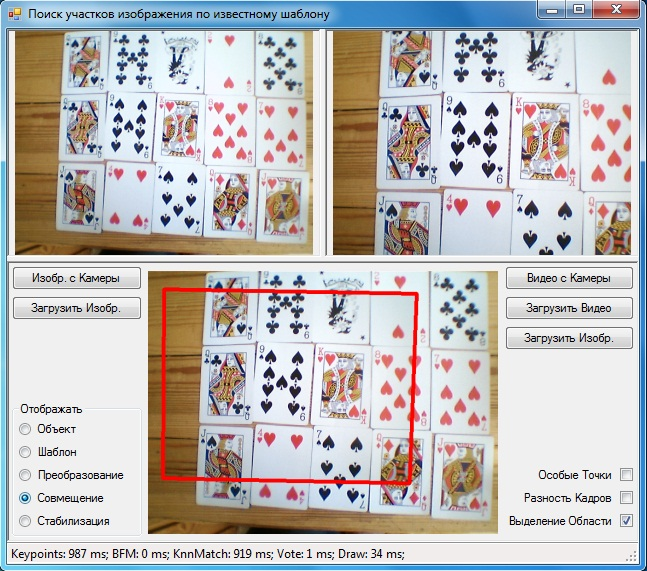 Поиск участков изображения по известному шаблону
Изобр. с Камеры
Загрузить Изобр.
Видео с Камеры
Загрузить Видео
Загрузить Изобр.
Отображать
Объект
Шаблон
Преобразование
Совмещение
Стабилизация
Особые Точки
Разность Кадров
Выделение Области
Keypoints: 987 ms; BFM: 0 ms; KnnMatch: 919 ms; Vote: 1 ms; Draw: 34 ms;